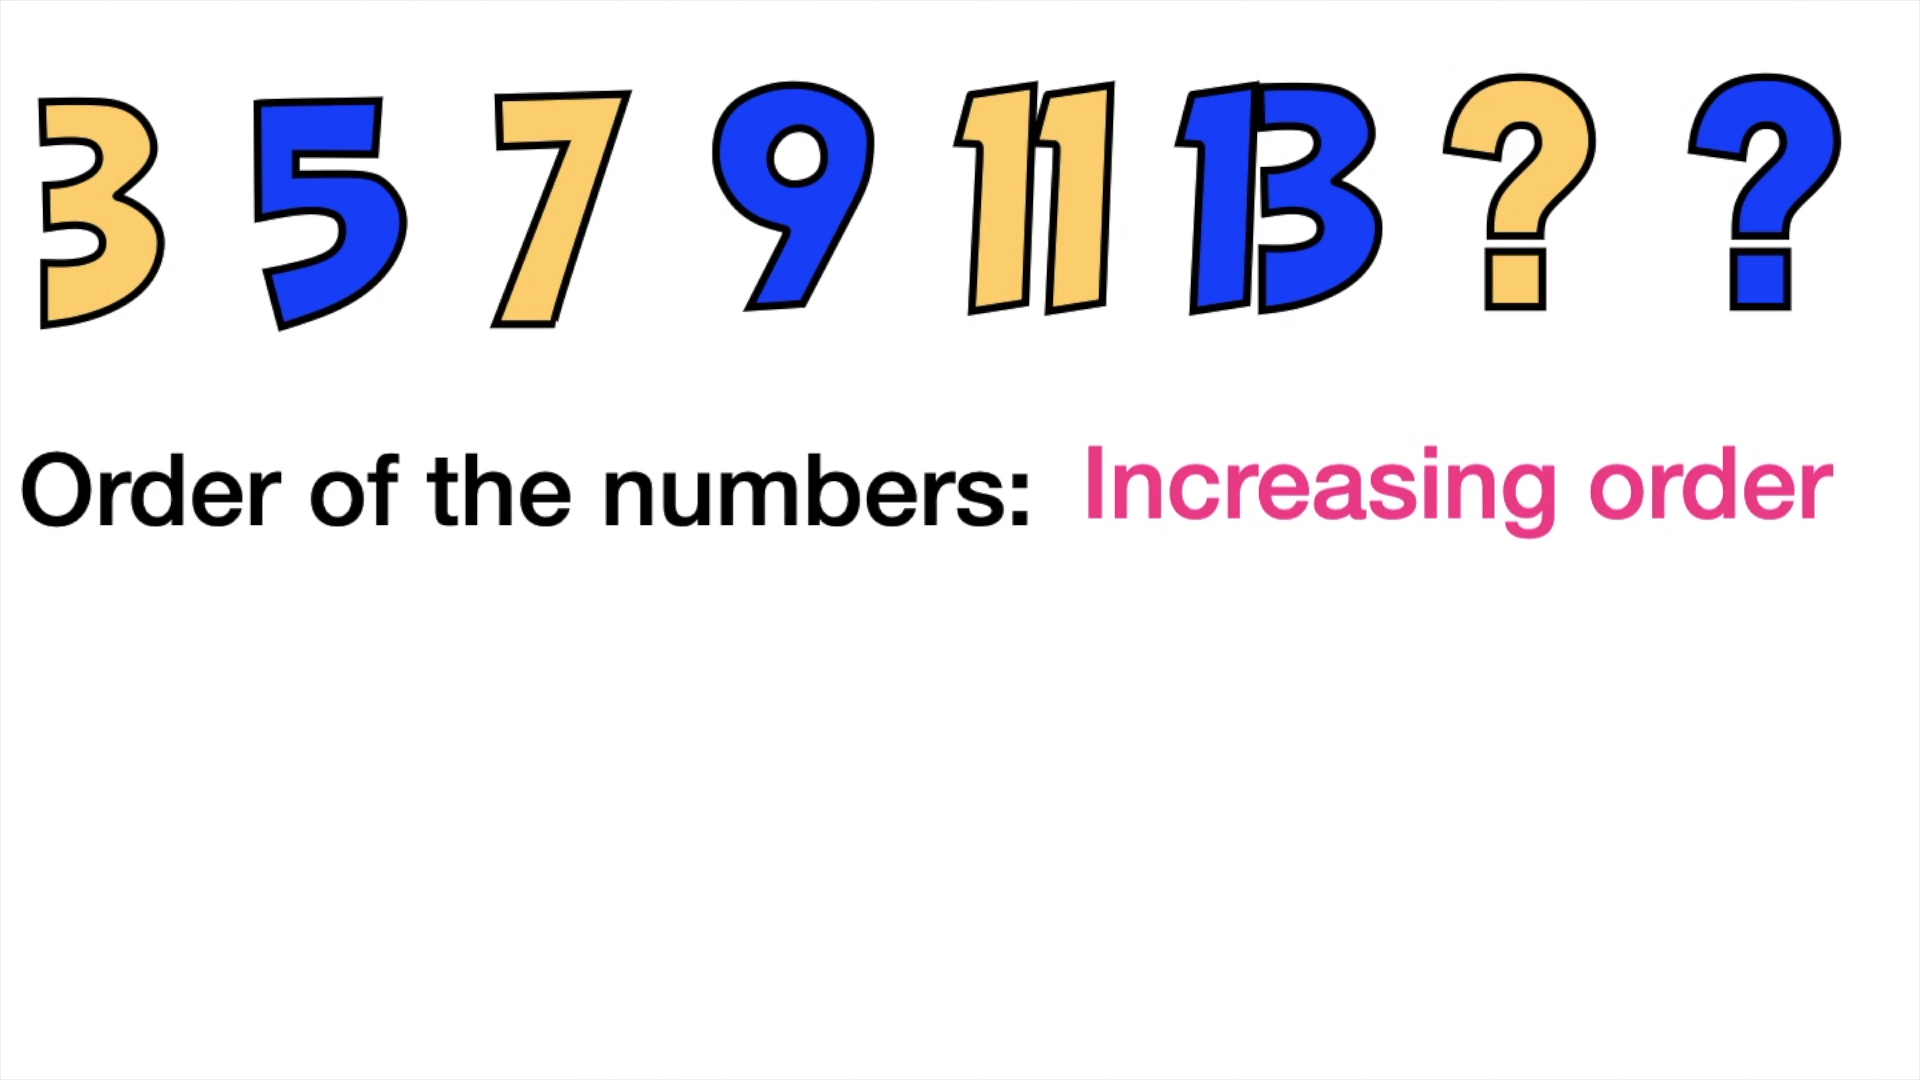 3 5 7 9 11 13 ? ?
Order of the numbers: Increasing order